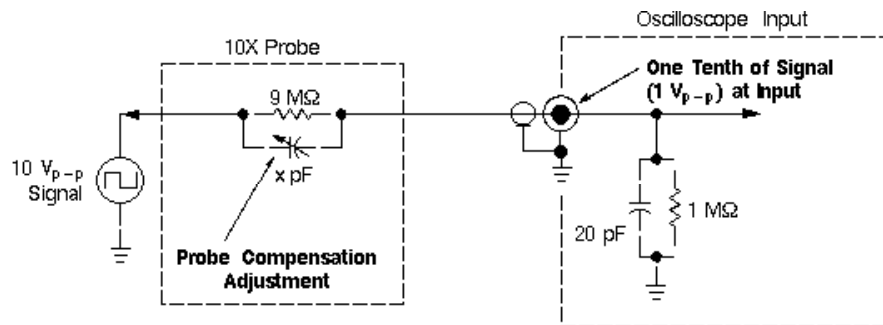 Oscilloscope Input
10X Probe
One Tenth of Signal
(1 Vp–p) at Input
9 MΩ
10 Vp–p
Signal
x pF
1 MΩ
20 pF
Probe Compensation
Adjustment